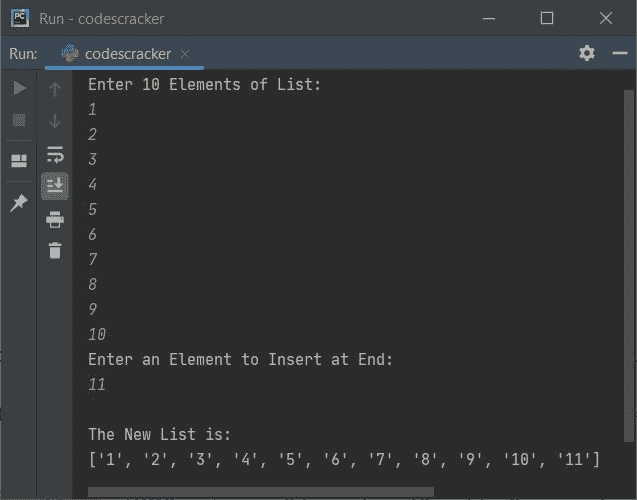 PC Run - codescracker
Run: codescracker
Enter 10 Elements of List:
1
2
3
4
5
6
7
8
9
10
Enter an Element to Insert at End:
11
The New List is:
['1', '2', '3', '4', '5', '6', '7', '8', '9', '10', '11']